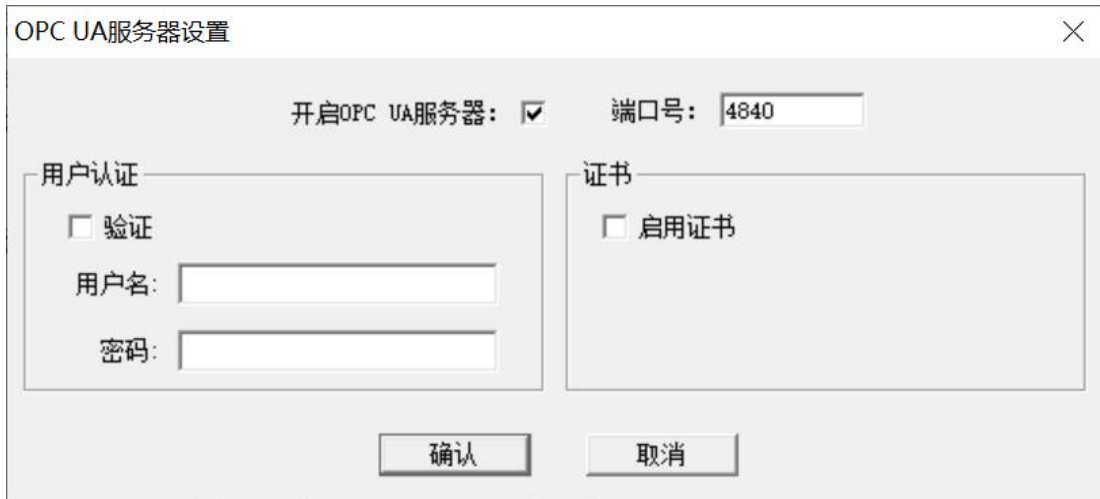 OPC UA服务器设置
开启OPC UA服务器: 端口号: 4840
用户认证 证书
验证 启用证书
用户名:
密码:
确认 取消